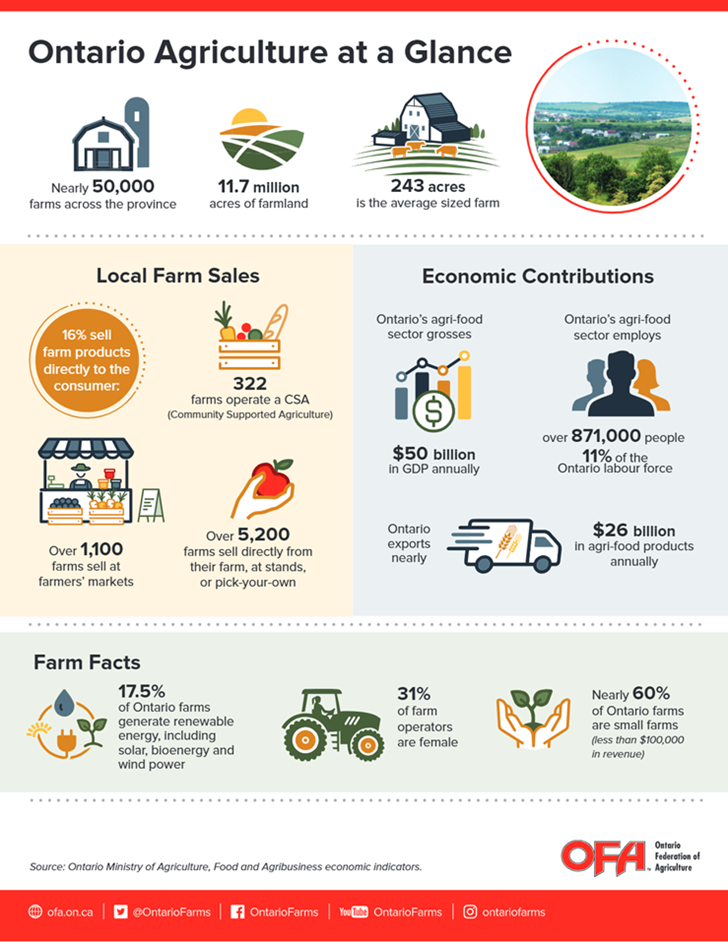 Ontario Agriculture at a Glance
Nearly 50,000
farms across the province
11.7 million
acres of farmland
243 acres
is the average sized farm
Local Farm Sales
16% sell
farm products
directly to the
consumer:
322
farms operate a CSA
(Community Supported Agriculture)
Over 1,100
farms sell at
farmers' markets
Over 5,200
farms sell directly from
their farm, at stands,
or pick-your-own
Economic Contributions
Ontario's agri-food
sector grosses
$50 billion
in GDP annually
Ontario's agri-food
sector employs
over 871,000 people
11% of the
Ontario labour force
Ontario
exports
nearly
$26 billion
in agri-food products
annually
Farm Facts
17.5%
of Ontario farms
generate renewable
energy, including
solar, bioenergy and
wind power
31%
of farm
operators
are female
Nearly 60%
of Ontario farms
are small farms
(less than $100,000
in revenue)
Source: Ontario Ministry of Agriculture, Food and Agribusiness economic indicators.
OFA
Ontario
Federation of
Agriculture
ofa.on.ca
@OntarioFarms
OntarioFarms
YouTube OntarioFarms
ontariofarms